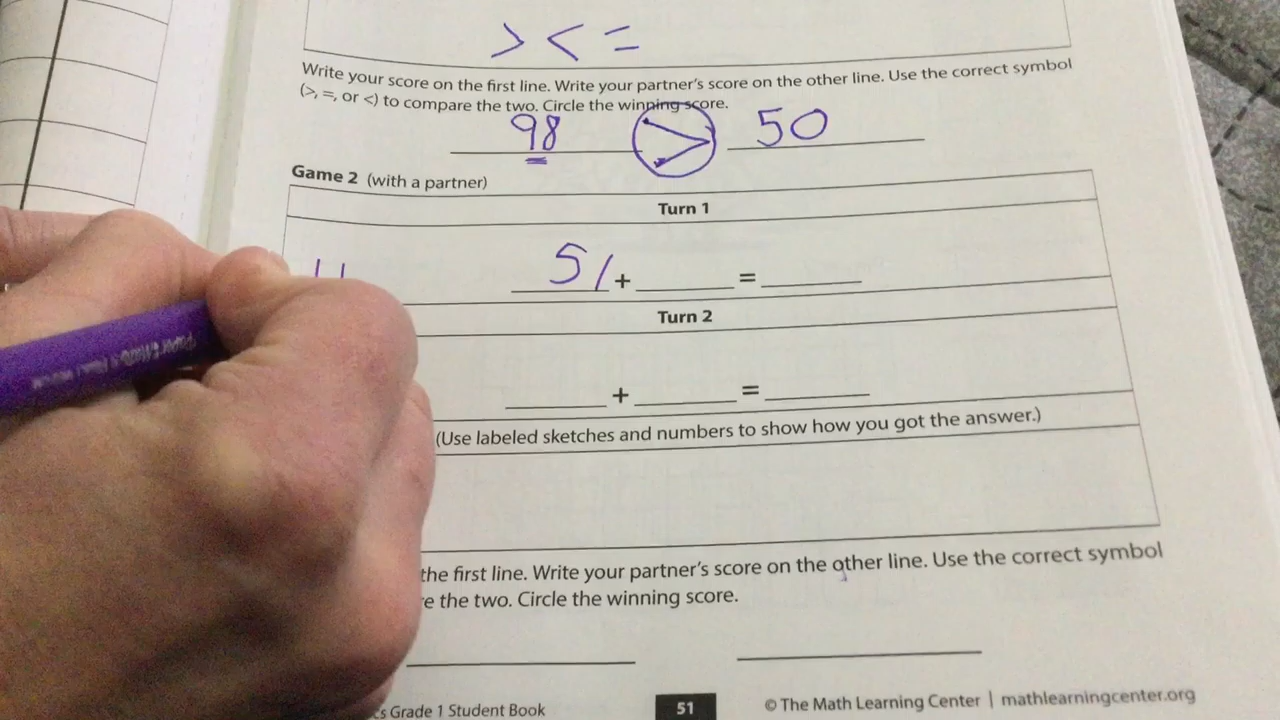 > < =
Write your score on the first line. Write your partner's score on the other line. Use the correct symbol
(>, =, or <) to compare the two. Circle the winning score.
98 > 50
Game 2 (with a partner)
Turn 1
51 + =
Turn 2
+ =
(Use labeled sketches and numbers to show how you got the answer.)
the first line. Write your partner's score on the other line. Use the correct symbol
the two. Circle the winning score.
Grade 1 Student Book 51 © The Math Learning Center | mathlearningcenter.org